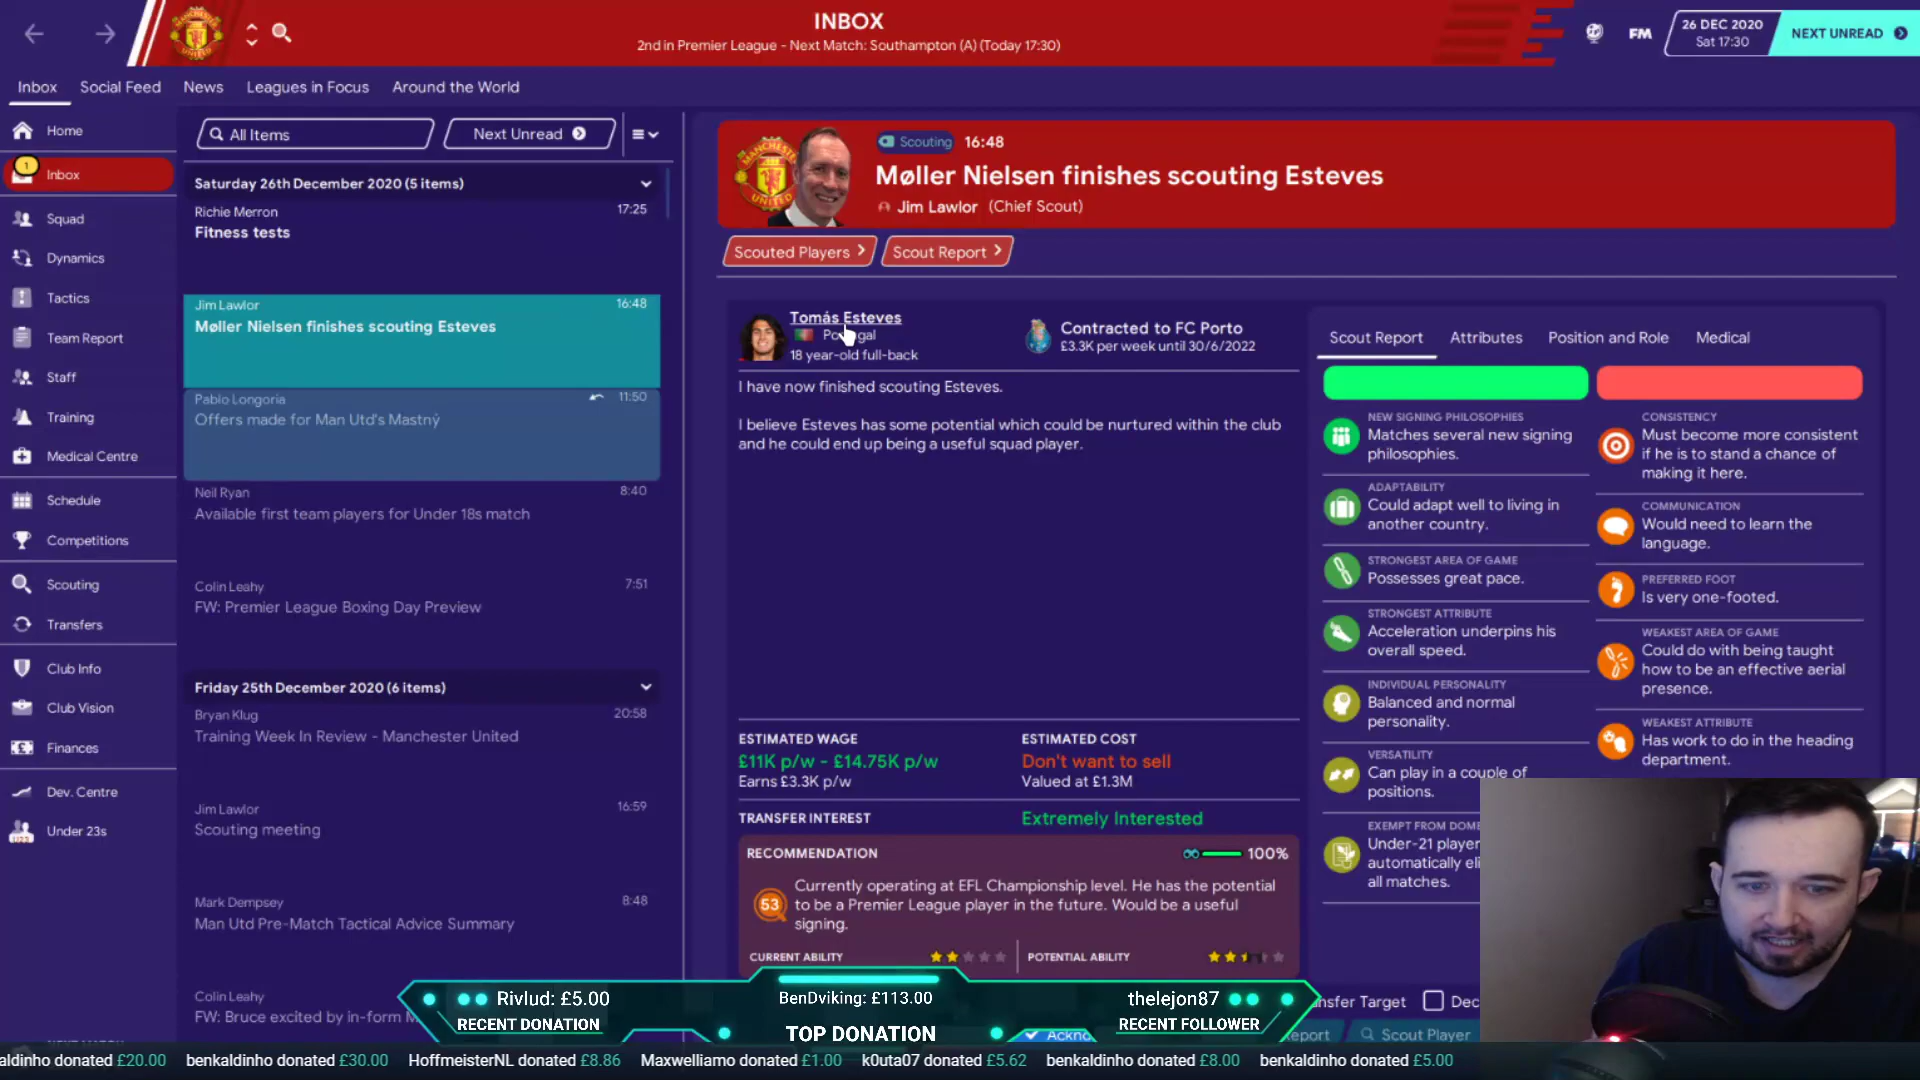 INBOX
2nd in Premier League - Next Match: Southampton (A) (Today 17:30)
FM
26 DEC 2020
Sat 17:30
NEXT UNREAD
Inbox
Social Feed
News
Leagues in Focus
Around the World
Home
1
Inbox
Squad
Dynamics
Tactics
Team Report
Staff
Training
Medical Centre
Schedule
Competitions
Scouting
Transfers
Club Info
Club Vision
Finances
Dev. Centre
Under 23s
All Items
Next Unread
Saturday 26th December 2020 (5 items)
Richie Merron
17:25
Fitness tests
Jim Lawlor
16:48
Møller Nielsen finishes scouting Esteves
Pablo Longoria
11:50
Offers made for Man Utd's Mastný
Neil Ryan
8:40
Available first team players for Under 18s match
Colin Leahy
7:51
FW: Premier League Boxing Day Preview
Friday 25th December 2020 (6 items)
Bryan Klug
20:58
Training Week In Review - Manchester United
Jim Lawlor
16:59
Scouting meeting
Mark Dempsey
8:48
Man Utd Pre-Match Tactical Advice Summary
Colin Leahy
FW: Bruce excited by in-form M
MANCHESTER
UNITED
Scouting
16:48
Møller Nielsen finishes scouting Esteves
Jim Lawlor (Chief Scout)
Scouted Players
Scout Report
Tomás Esteves
Portugal
18 year-old full-back
Contracted to FC Porto
£3.3K per week until 30/6/2022
I have now finished scouting Esteves.
I believe Esteves has some potential which could be nurtured within the club
and he could end up being a useful squad player.
ESTIMATED WAGE
£11K p/w - £14.75K p/w
Earns £3.3K p/w
ESTIMATED COST
Don't want to sell
Valued at £1.3M
TRANSFER INTEREST
Extremely Interested
RECOMMENDATION
100%
53
Currently operating at EFL Championship level. He has the potential
to be a Premier League player in the future. Would be a useful
signing.
CURRENT ABILITY
POTENTIAL ABILITY
Scout Report
Attributes
Position and Role
Medical
NEW SIGNING PHILOSOPHIES
Matches several new signing
philosophies.
ADAPTABILITY
Could adapt well to living in
another country.
STRONGEST AREA OF GAME
Possesses great pace.
STRONGEST ATTRIBUTE
Acceleration underpins his
overall speed.
INDIVIDUAL PERSONALITY
Balanced and normal
personality.
VERSATILITY
Can play in a couple of
positions.
EXEMPT FROM DOME
Under-21 player
automatically eli
all matches.
CONSISTENCY
Must become more consistent
if he is to stand a chance of
making it here.
COMMUNICATION
Would need to learn the
language.
PREFERRED FOOT
Is very one-footed.
WEAKEST AREA OF GAME
Could do with being taught
how to be an effective aerial
presence.
WEAKEST ATTRIBUTE
Has work to do in the heading
department.
nsfer Target
Dec
Ackno
eport
Scout Player
Rivlud: £5.00
RECENT DONATION
BenDviking: £113.00
TOP DONATION
thelejon87
RECENT FOLLOWER
aldinho donated £20.00
benkaldinho donated £30.00
HoffmeisterNL donated £8.86
Maxwelliamo donated £1.00
k0uta07 donated £5.62
benkaldinho donated £8.00
benkaldinho donated £5.00